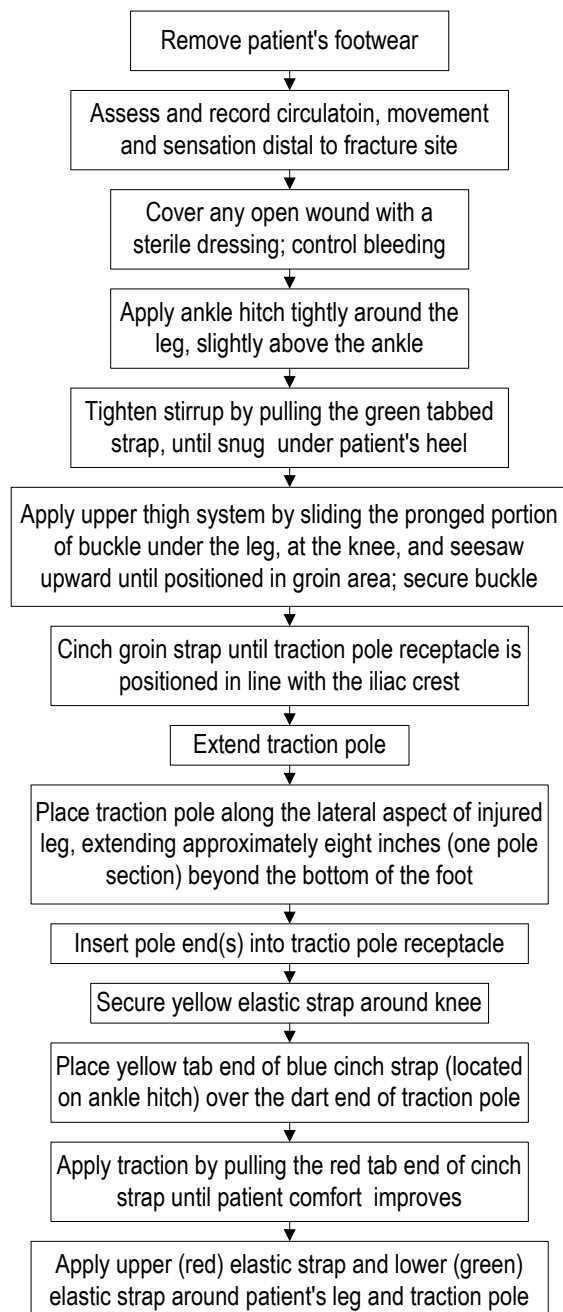 Remove patient's footwear
Assess and record circulatoin, movement
and sensation distal to fracture site
Cover any open wound with a
sterile dressing; control bleeding
Apply ankle hitch tightly around the
leg, slightly above the ankle
Tighten stirrup by pulling the green tabbed
strap, until snug under patient's heel
Apply upper thigh system by sliding the pronged portion
of buckle under the leg, at the knee, and seesaw
upward until positioned in groin area; secure buckle
Cinch groin strap until traction pole receptacle is
positioned in line with the iliac crest
Extend traction pole
Place traction pole along the lateral aspect of injured
leg, extending approximately eight inches (one pole
section) beyond the bottom of the foot
Insert pole end(s) into tractio pole receptacle
Secure yellow elastic strap around knee
Place yellow tab end of blue cinch strap (located
on ankle hitch) over the dart end of traction pole
Apply traction by pulling the red tab end of cinch
strap until patient comfort improves
Apply upper (red) elastic strap and lower (green)
elastic strap around patient's leg and traction pole